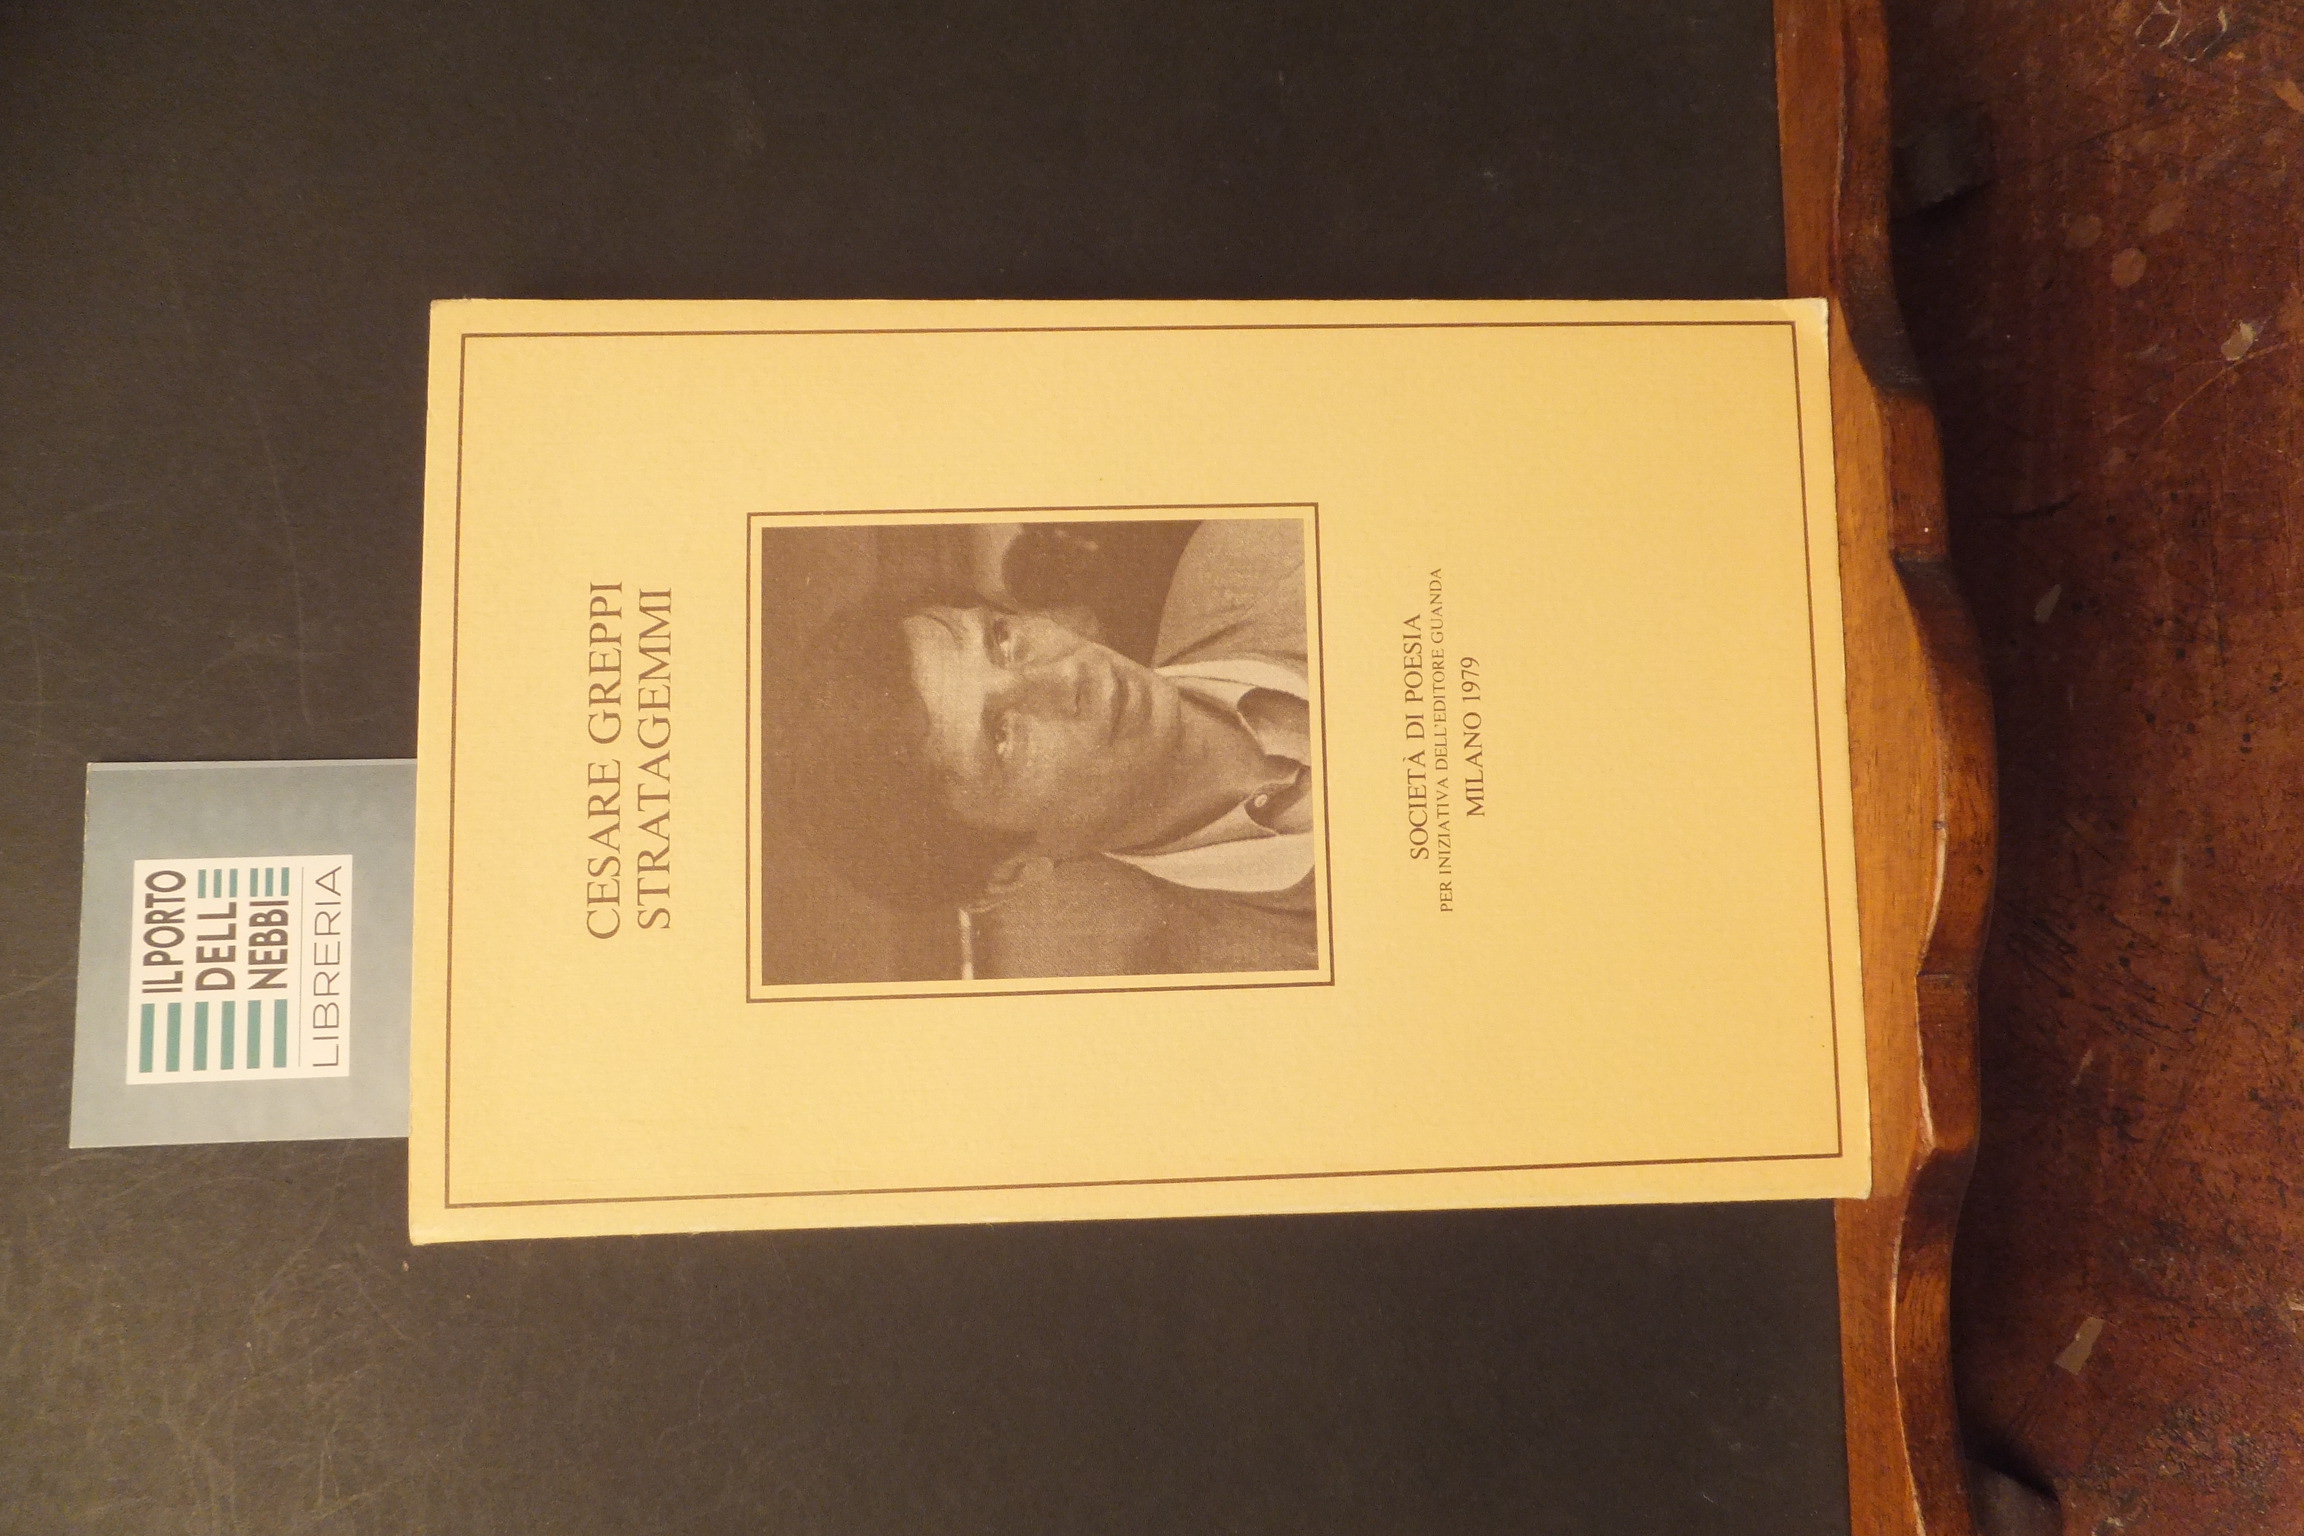 IL PORTO
DELLE
NEBBIE
LIBRERIA
CESARE GREPPI
STRATAGEMMI
SOCIETÀ DI POESIA
PER INIZIATIVA DELL'EDITORE GUANDA
MILANO 1979